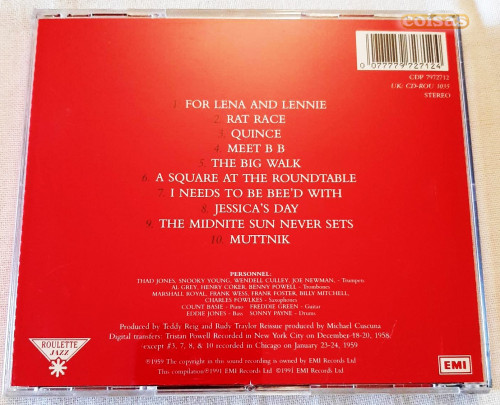 coisas
0 077779 727124
CDP 7972712
UK: CD-ROU 1035
STEREO
1 FOR LENA AND LENNIE
2 RAT RACE
3 QUINCE
4 MEET B B
5 THE BIG WALK
6 A SQUARE AT THE ROUNDTABLE
7 I NEEDS TO BE BEE'D WITH
8 JESSICA'S DAY
9 THE MIDNITE SUN NEVER SETS
10 MUTTNIK
PERSONNEL:
THAD JONES, SNOOKY YOUNG, WENDELL CULLEY, JOE NEWMAN, - Trumpets
AL GREY, HENRY COKER, BENNY POWELL - Trombones
MARSHALL ROYAL, FRANK WESS, FRANK FOSTER, BILLY MITCHELL,
CHARLES FOWLKES - Saxophones
COUNT BASIE - Piano FREDDIE GREEN - Guitar
EDDIE JONES - Bass SONNY PAYNE - Drums
Produced by Teddy Reig and Rudy Traylor Reissue produced by Michael Cuscuna
Digital transfers: Tristan Powell Recorded in New York City on December 18-20, 1958/
except #3, 7, 8, & 10 recorded in Chicago on January 23-24, 1959
℗1959 The copyright in this sound recording is owned by EMI Records Ltd
This compilation ℗1991 EMI Records Ltd ©1991 EMI Records Ltd
ROULETTE
JAZZ
EMI